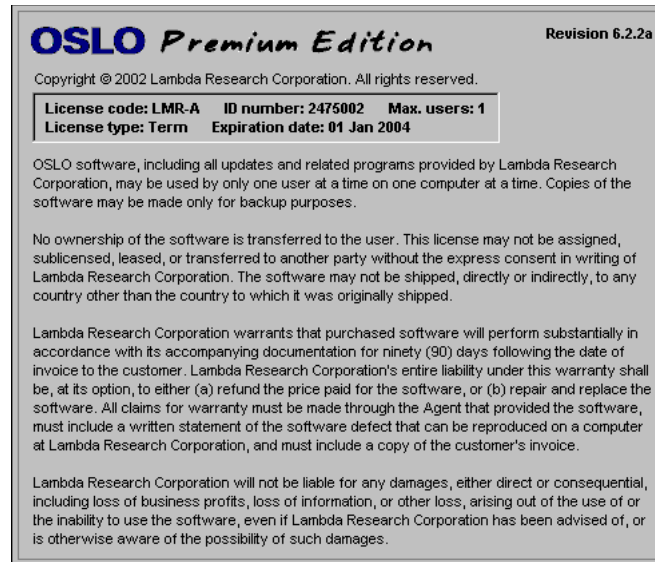 OSLO Premium Edition Revision 6.2.2a
Copyright © 2002 Lambda Research Corporation. All rights reserved.
License code: LMR-A ID number: 2475002 Max. users: 1
License type: Term Expiration date: 01 Jan 2004
OSLO software, including all updates and related programs provided by Lambda Research
Corporation, may be used by only one user at a time on one computer at a time. Copies of the
software may be made only for backup purposes.
No ownership of the software is transferred to the user. This license may not be assigned,
sublicensed, leased, or transferred to another party without the express consent in writing of
Lambda Research Corporation. The software may not be shipped, directly or indirectly, to any
country other than the country to which it was originally shipped.
Lambda Research Corporation warrants that purchased software will perform substantially in
accordance with its accompanying documentation for ninety (90) days following the date of
invoice to the customer. Lambda Research Corporation's entire liability under this warranty shall
be, at its option, to either (a) refund the price paid for the software, or (b) repair and replace the
software. All claims for warranty must be made through the Agent that provided the software,
must include a written statement of the software defect that can be reproduced on a computer
at Lambda Research Corporation, and must include a copy of the customer's invoice.
Lambda Research Corporation will not be liable for any damages, either direct or consequential,
including loss of business profits, loss of information, or other loss, arising out of the use of or
the inability to use the software, even if Lambda Research Corporation has been advised of, or
is otherwise aware of the possibility of such damages.